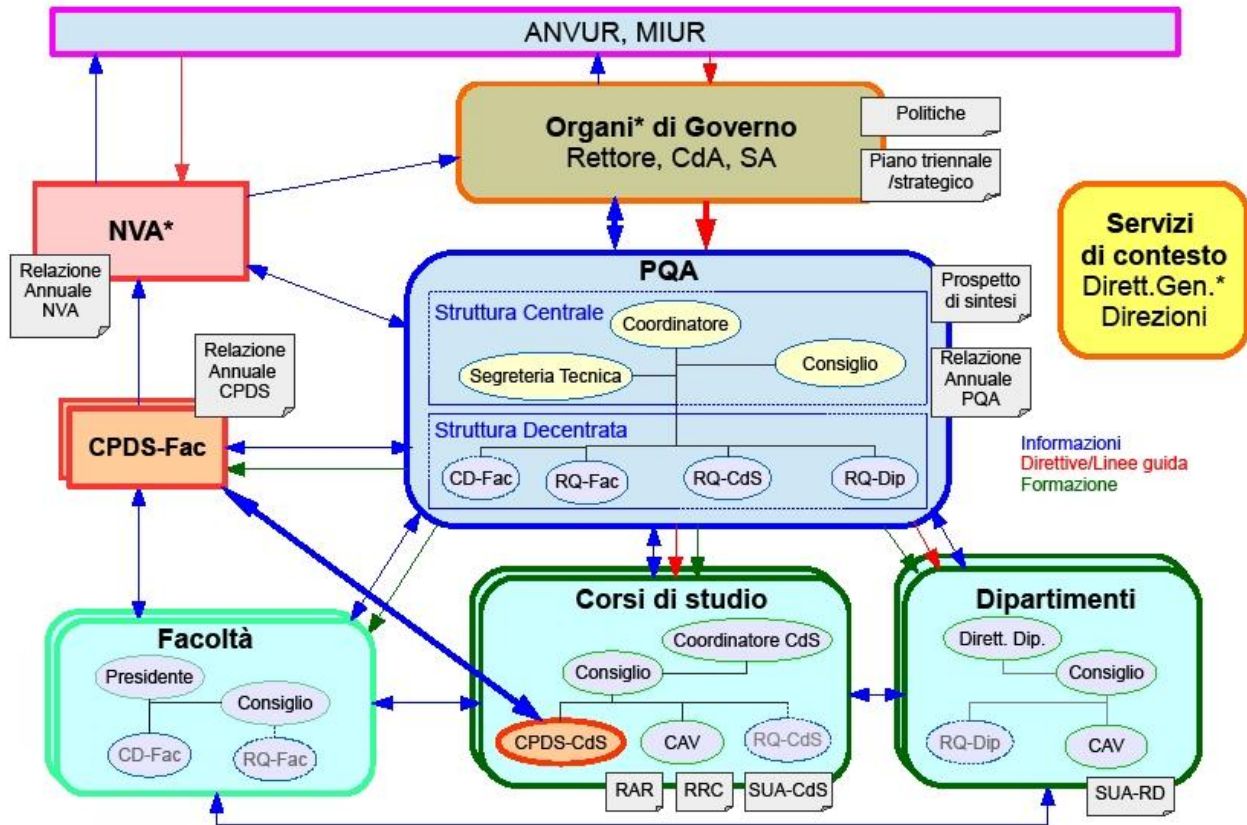 ANVUR, MIUR
Organi* di Governo
Rettore, CdA, SA
Politiche
Piano triennale
/strategico
NVA*
Relazione
Annuale
NVA
Servizi
di contesto
Dirett.Gen.*
Direzioni
PQA
Prospetto
di sintesi
Struttura Centrale
Coordinatore
Segreteria Tecnica
Consiglio
Relazione
Annuale
PQA
Relazione
Annuale
CPDS
CPDS-Fac
Struttura Decentrata
CD-Fac
RQ-Fac
RQ-CdS
RQ-Dip
Informazioni
Direttive/Linee guida
Formazione
Facoltà
Presidente
Consiglio
CD-Fac
RQ-Fac
Corsi di studio
Coordinatore CdS
Consiglio
CPDS-CdS
CAV
RQ-CdS
RAR
RRC
SUA-CdS
Dipartimenti
Dirett. Dip.
Consiglio
RQ-Dip
CAV
SUA-RD